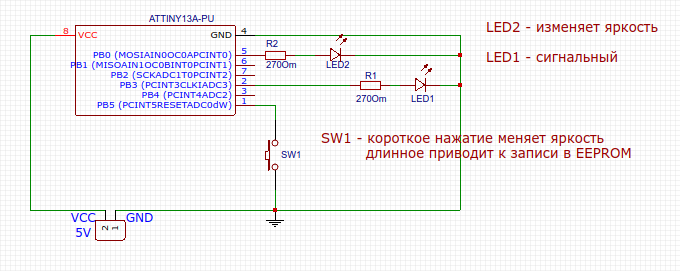 ATTINY13A-PU
8 VCC
GND 4
PB0 (MOSIAIN0OC0APCINT0) 5
PB1 (MISOAIN1OC0BINT0PCINT1) 6
PB2 (SCKADC1T0PCINT2) 7
PB3 (PCINT3CLKIADC3) 2
PB4 (PCINT4ADC2) 3
PB5 (PCINT5RESETADC0dW) 1
R2
270Om
LED2
R1
270Om
LED1
LED2 - изменяет яркость
LED1 - сигнальный
SW1 - короткое нажатие меняет яркость
длинное приводит к записи в EEPROM
SW1
VCC
GND
5V
2
1